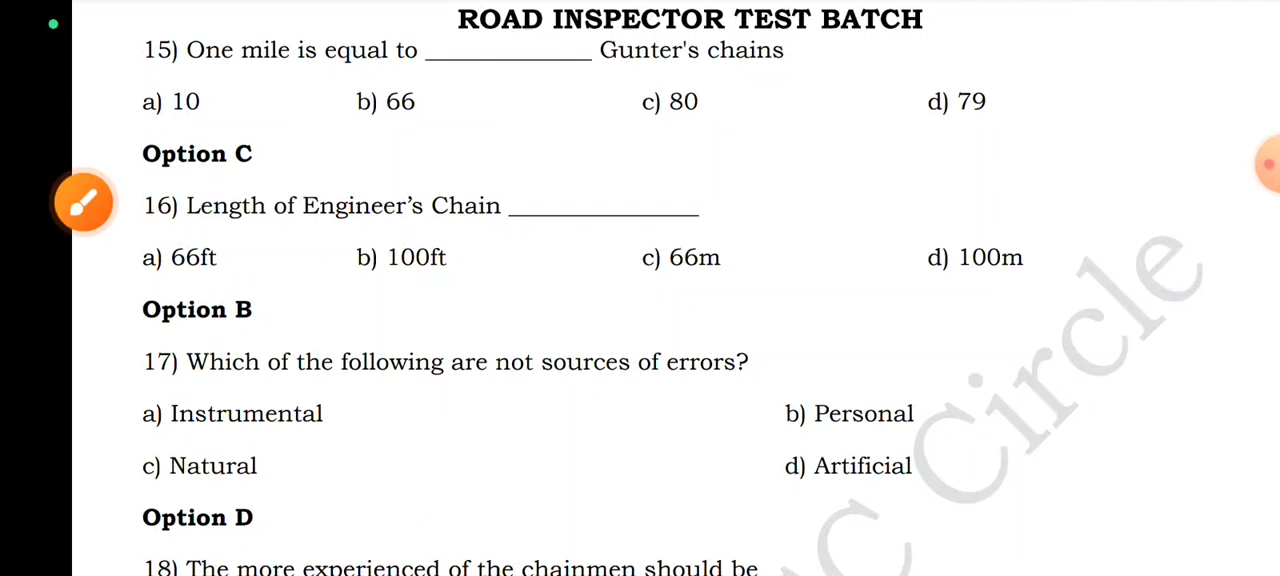 ROAD INSPECTOR TEST BATCH
15) One mile is equal to ____________ Gunter's chains
a) 10 b) 66 c) 80 d) 79
Option C
16) Length of Engineer’s Chain ______________
a) 66ft b) 100ft c) 66m d) 100m
Option B
17) Which of the following are not sources of errors?
a) Instrumental b) Personal
c) Natural d) Artificial
Option D
18) The more experienced of the chainmen should be
C Circle